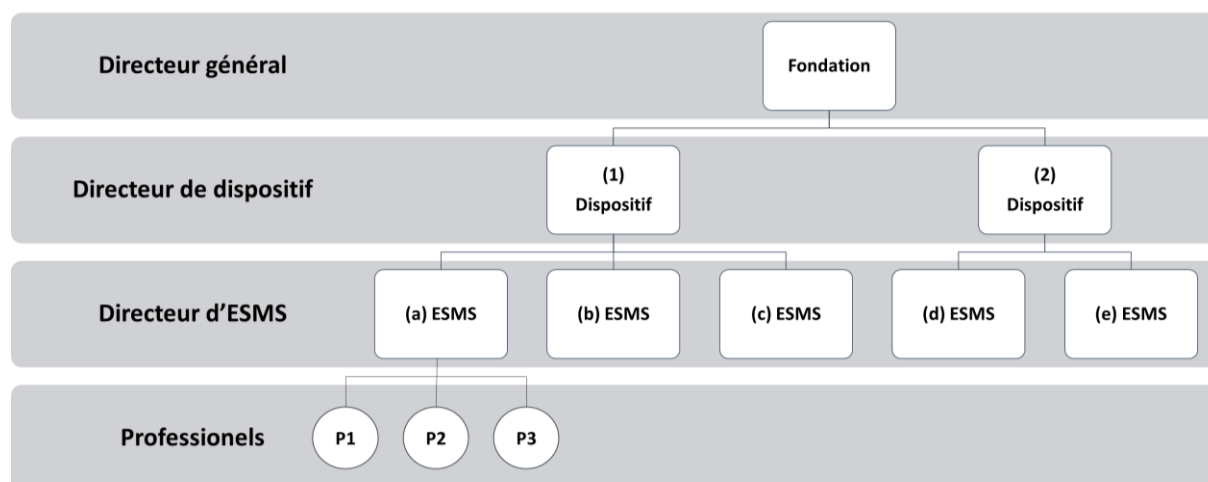 Directeur général
Fondation
Directeur de dispositif
(1)
Dispositif
(2)
Dispositif
Directeur d’ESMS
(a) ESMS
(b) ESMS
(c) ESMS
(d) ESMS
(e) ESMS
Professionels
P1
P2
P3